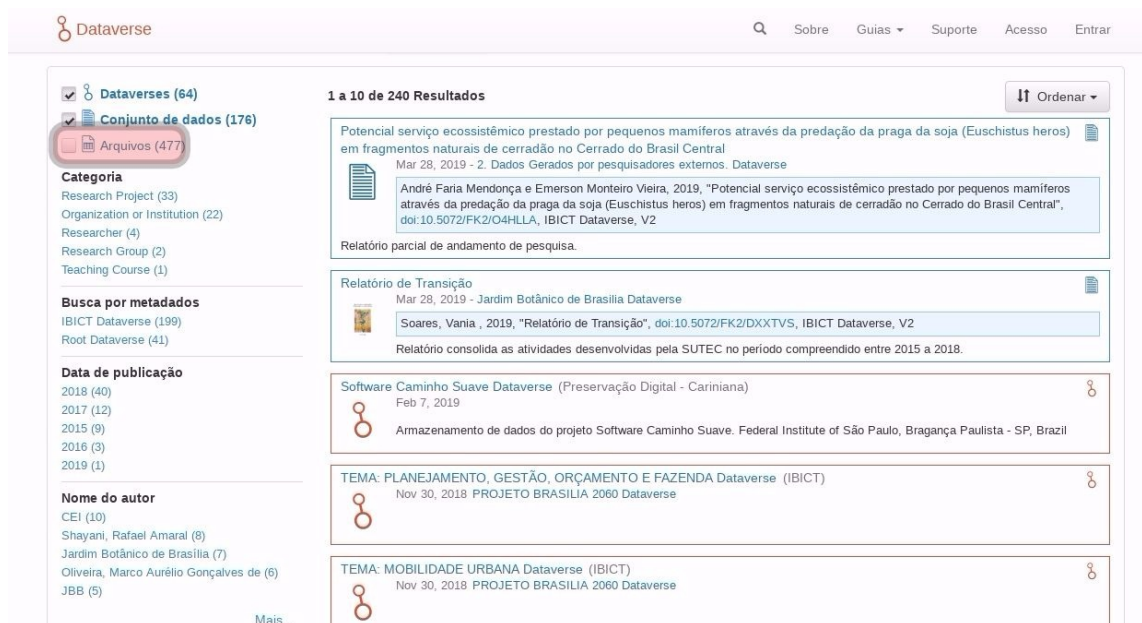 Dataverse
Sobre Guias Suporte Acesso Entrar
Dataverses (64)
Conjunto de dados (176)
Arquivos (477)
Categoria
Research Project (33)
Organization or Institution (22)
Researcher (4)
Research Group (2)
Teaching Course (1)
Busca por metadados
IBICT Dataverse (199)
Root Dataverse (41)
Data de publicação
2018 (40)
2017 (12)
2015 (9)
2016 (3)
2019 (1)
Nome do autor
CEI (10)
Shayani, Rafael Amaral (8)
Jardim Botânico de Brasília (7)
Oliveira, Marco Aurélio Gonçalves de (6)
JBB (5)
Mais...
1 a 10 de 240 Resultados
Ordenar
Potencial serviço ecossistêmico prestado por pequenos mamíferos através da predação da praga da soja (Euschistus heros)
em fragmentos naturais de cerradão no Cerrado do Brasil Central
Mar 28, 2019 - 2. Dados Gerados por pesquisadores externos. Dataverse
André Faria Mendonça e Emerson Monteiro Vieira, 2019, "Potencial serviço ecossistêmico prestado por pequenos mamíferos
através da predação da praga da soja (Euschistus heros) em fragmentos naturais de cerradão no Cerrado do Brasil Central",
doi:10.5072/FK2/O4HLLA, IBICT Dataverse, V2
Relatório parcial de andamento de pesquisa.
Relatório de Transição
Mar 28, 2019 - Jardim Botânico de Brasilia Dataverse
Soares, Vania , 2019, "Relatório de Transição", doi:10.5072/FK2/DXXTVS, IBICT Dataverse, V2
Relatório consolida as atividades desenvolvidas pela SUTEC no período compreendido entre 2015 a 2018.
Software Caminho Suave Dataverse (Preservação Digital - Cariniana)
Feb 7, 2019
Armazenamento de dados do projeto Software Caminho Suave. Federal Institute of São Paulo, Bragança Paulista - SP, Brazil
TEMA: PLANEJAMENTO, GESTÃO, ORÇAMENTO E FAZENDA Dataverse (IBICT)
Nov 30, 2018 PROJETO BRASILIA 2060 Dataverse
TEMA: MOBILIDADE URBANA Dataverse (IBICT)
Nov 30, 2018 PROJETO BRASILIA 2060 Dataverse